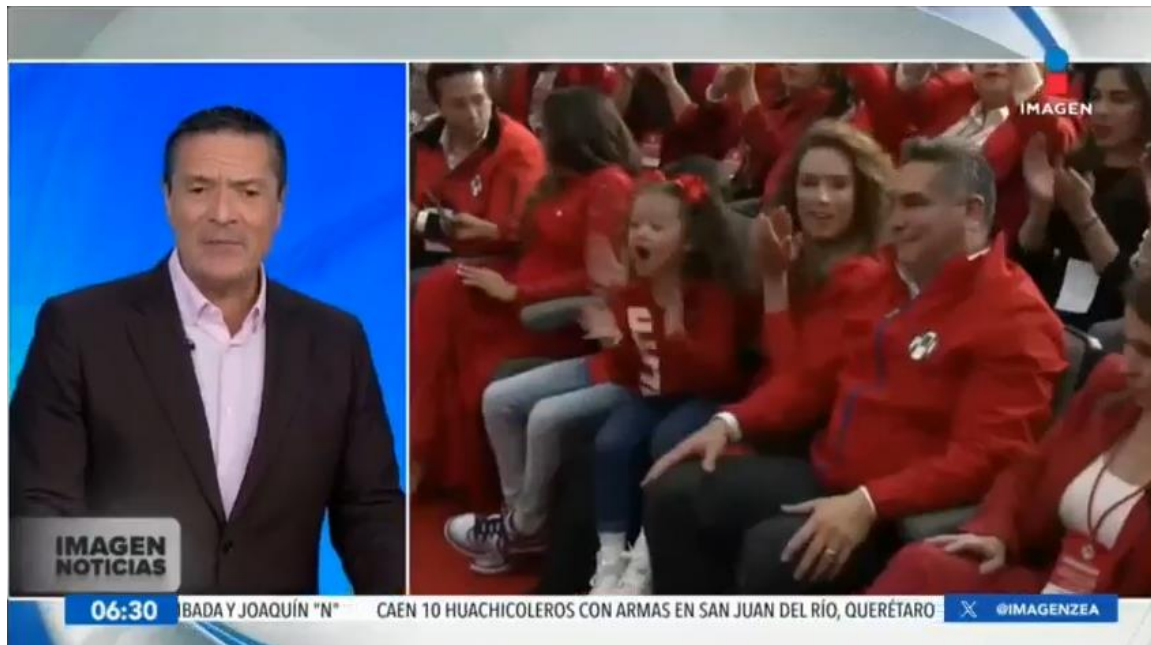 IMAGEN
IMAGEN
NOTICIAS
06:30
BADA Y JOAQUÍN "N" CAEN 10 HUACHICOLEROS CON ARMAS EN SAN JUAN DEL RÍO, QUERÉTARO
@IMAGENZEA